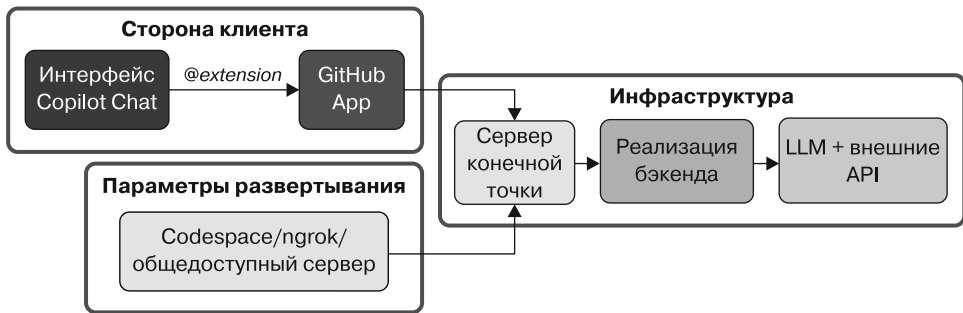 Сторона клиента
Интерфейс
Copilot Chat
@extension
GitHub
App
Инфраструктура
Сервер
конечной
точки
Реализация
бэкенда
LLM + внешние
API
Параметры развертывания
Codespace/ngrok/
общедоступный сервер